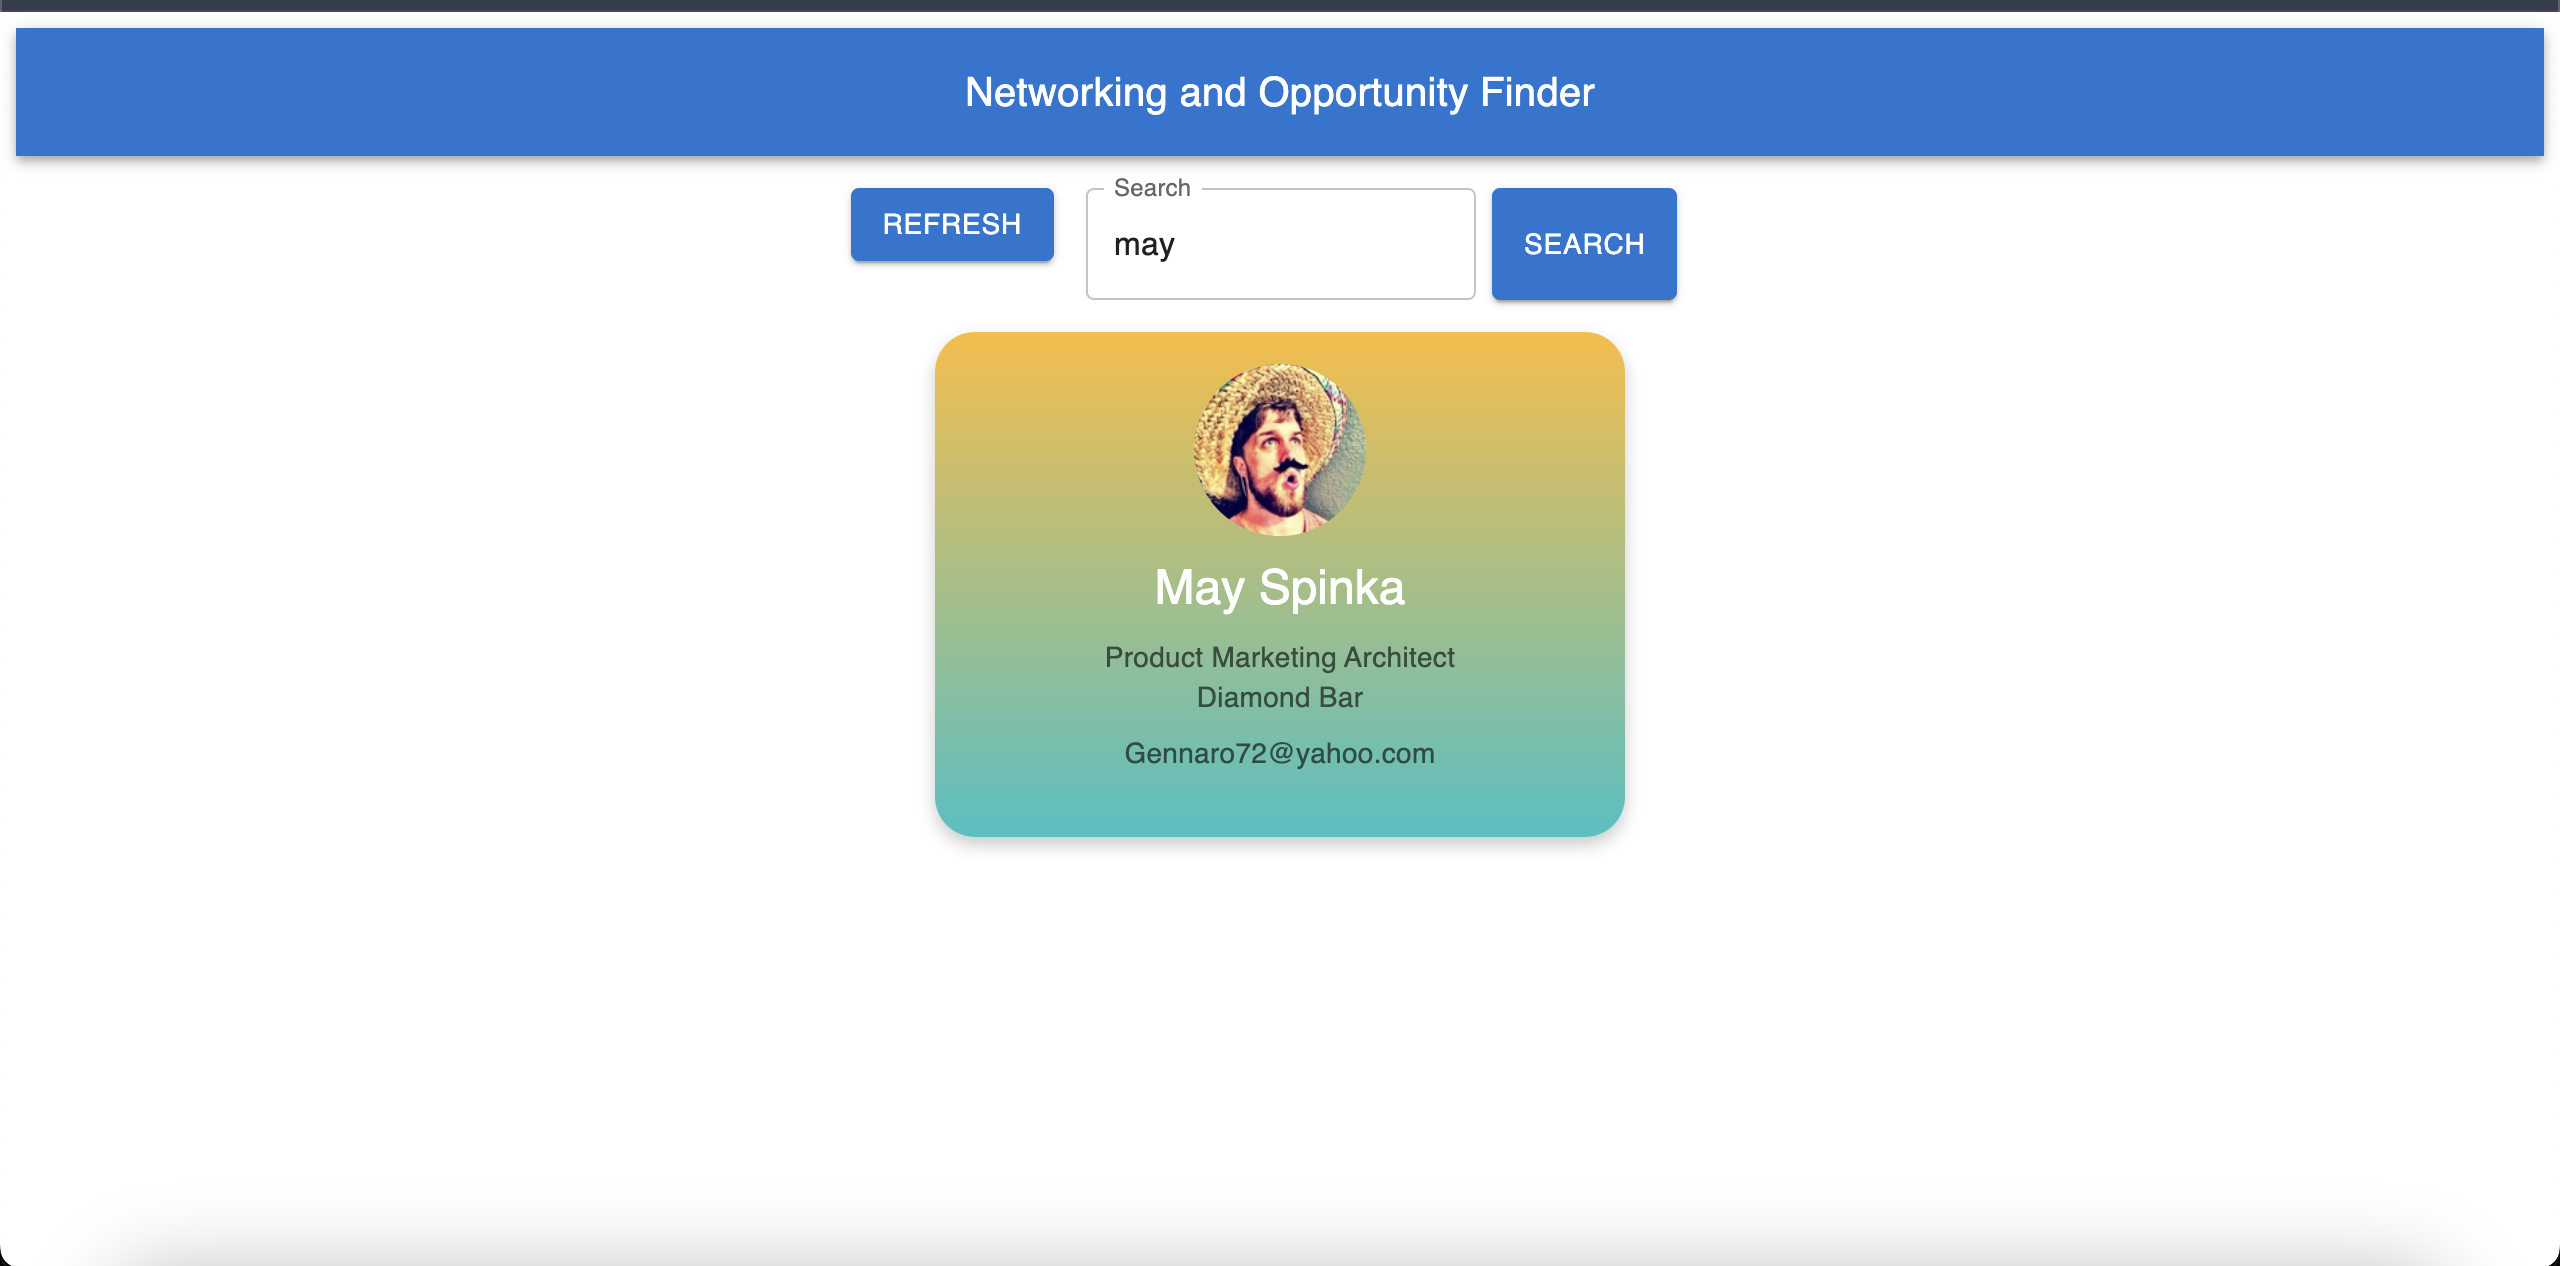 Networking and Opportunity Finder
REFRESH
Search
may
SEARCH
May Spinka
Product Marketing Architect
Diamond Bar
Gennaro72@yahoo.com